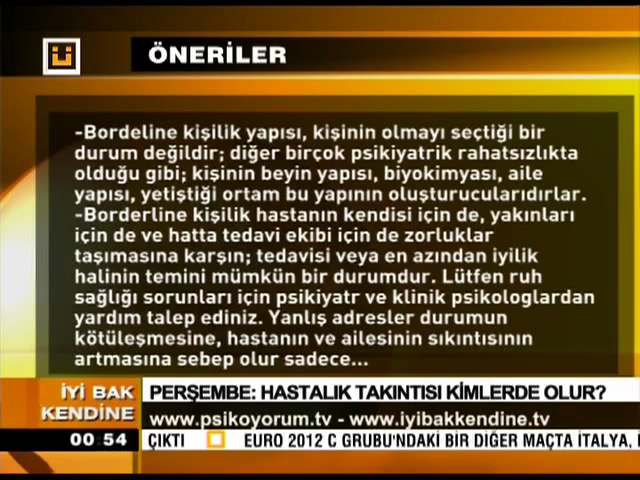 ÖNERİLER
-Bordeline kişilik yapısı, kişinin olmayı seçtiği bir
durum değildir; diğer birçok psikiyatrik rahatsızlıkta
olduğu gibi; kişinin beyin yapısı, biyokimyası, aile
yapısı, yetiştiği ortam bu yapının oluşturucularıdırlar.
-Borderline kişilik hastanın kendisi için de, yakınları
için de ve hatta tedavi ekibi için de zorluklar
taşımasına karşın; tedavisi veya en azından iyilik
halinin temini mümkün bir durumdur. Lütfen ruh
sağlığı sorunları için psikiyatr ve klinik psikologlardan
yardım talep ediniz. Yanlış adresler durumun
kötüleşmesine, hastanın ve ailesinin sıkıntısının
artmasına sebep olur sadece...
İYİ BAK
KENDİNE
PERŞEMBE: HASTALIK TAKINTISI KİMLERDE OLUR?
www.psikoyorum.tv - www.iyibakkendine.tv
00:54
ÇIKTI
EURO 2012 C GRUBU'NDAKİ BİR DİĞER MAÇTA İTALYA,